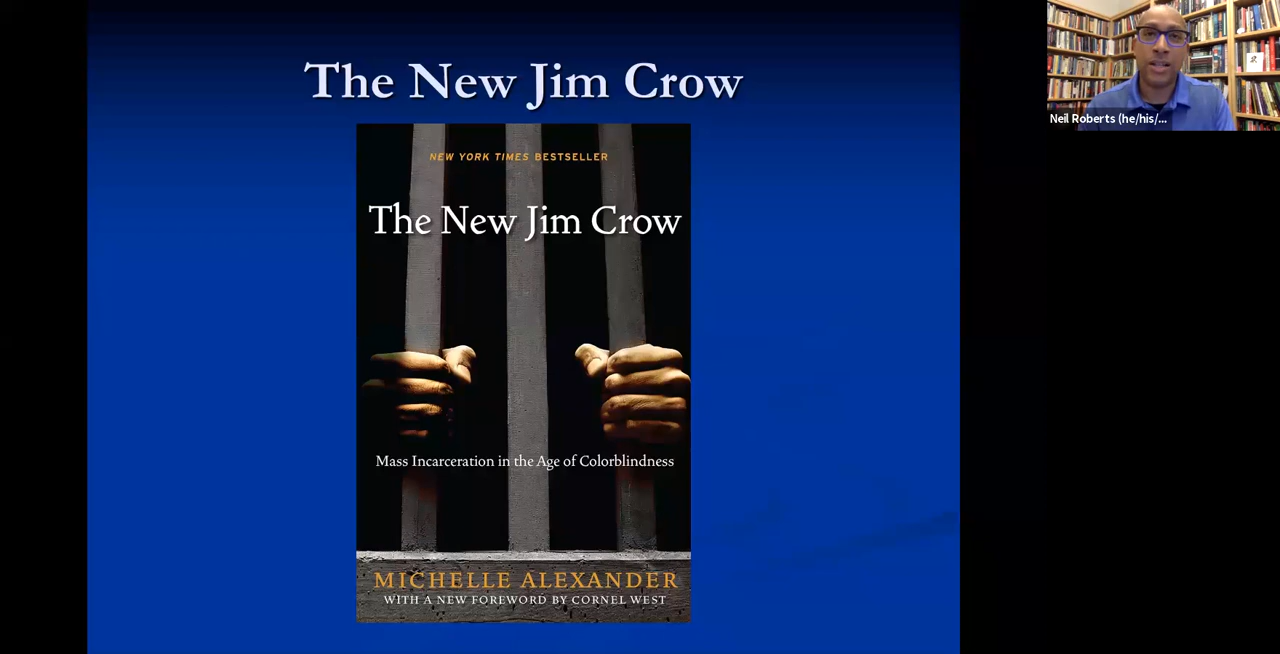 The New Jim Crow
NEW YORK TIMES BESTSELLER
The New Jim Crow
Mass Incarceration in the Age of Colorblindness
MICHELLE ALEXANDER
WITH A NEW FOREWORD BY CORNEL WEST
Neil Roberts (he/his/...